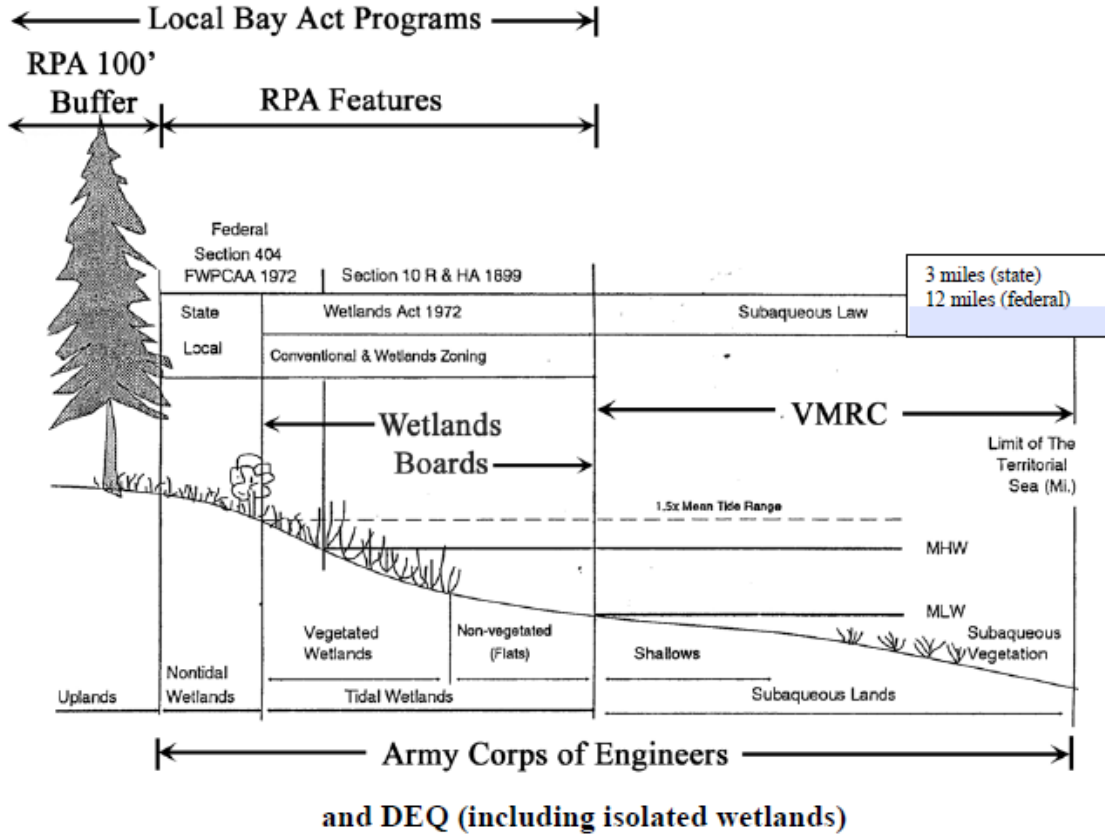 Local Bay Act Programs
RPA 100’
Buffer
RPA Features
Federal
Section 404
FWPCAA 1972
Section 10 R & HA 1899
3 miles (state)
12 miles (federal)
State
Wetlands Act 1972
Subaqueous Law
Local
Conventional & Wetlands Zoning
Wetlands
Boards
VMRC
Limit of The
Territorial
Sea (Mi.)
1.5x Mean Tide Range
MHW
MLW
Vegetated
Wetlands
Non-vegetated
(Flats)
Shallows
Subaqueous
Vegetation
Uplands
Nontidal
Wetlands
Tidal Wetlands
Subaqueous Lands
Army Corps of Engineers
and DEQ (including isolated wetlands)